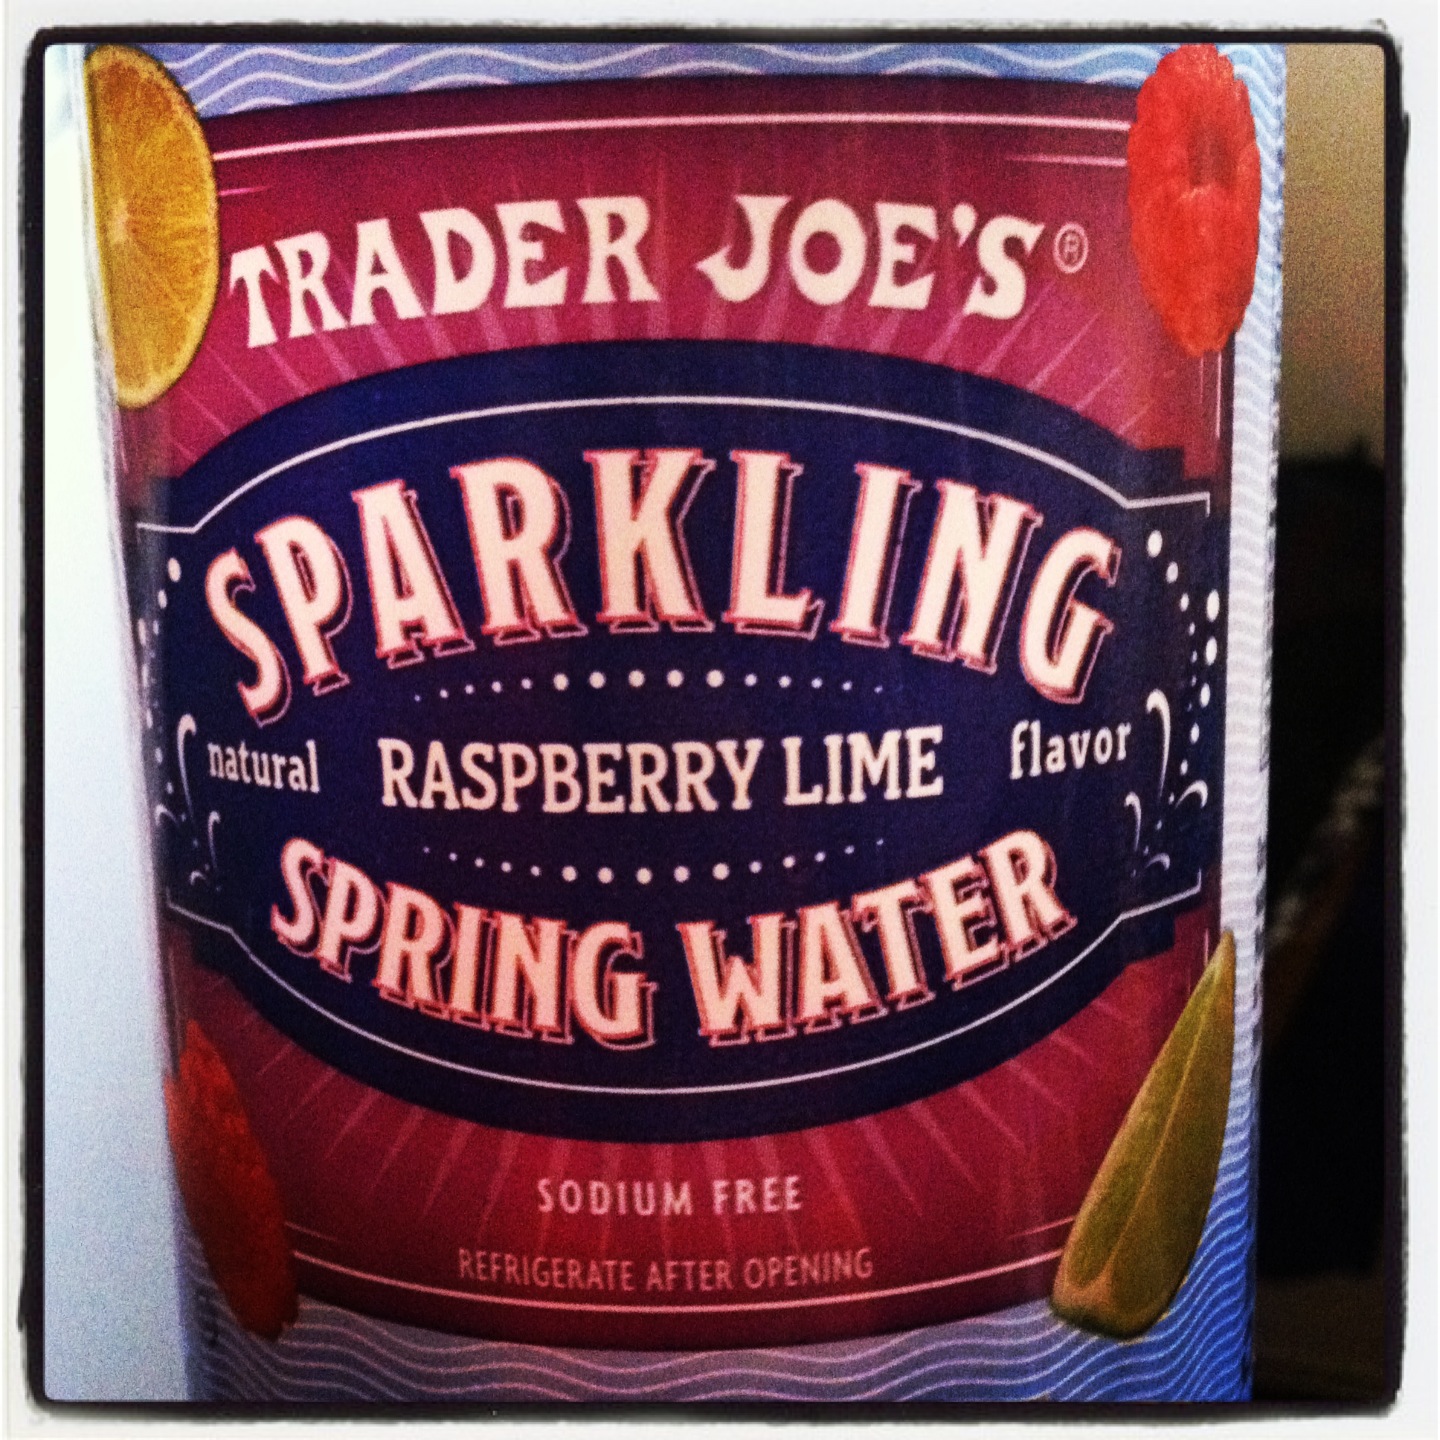 TRADER JOE'S®
SPARKLING
natural RASPBERRY LIME flavor
SPRING WATER
SODIUM FREE
REFRIGERATE AFTER OPENING